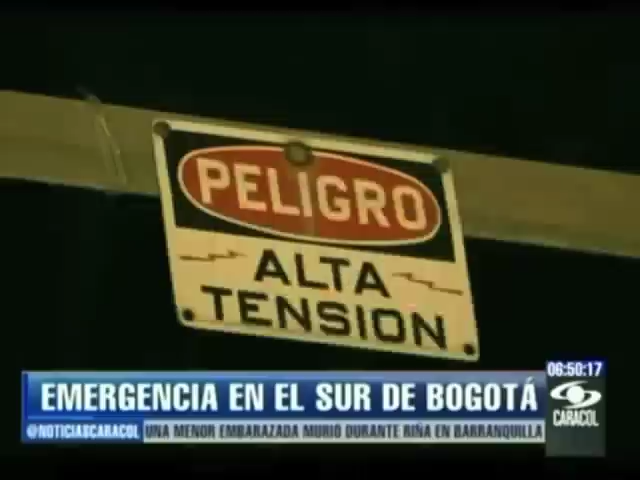 PELIGRO
ALTA
TENSION
06:50:17
EMERGENCIA EN EL SUR DE BOGOTÁ
CARACOL
@NOTICIASCARACOL
UNA MENOR EMBARAZADA MURIÓ DURANTE RIÑA EN BARRANQUILLA